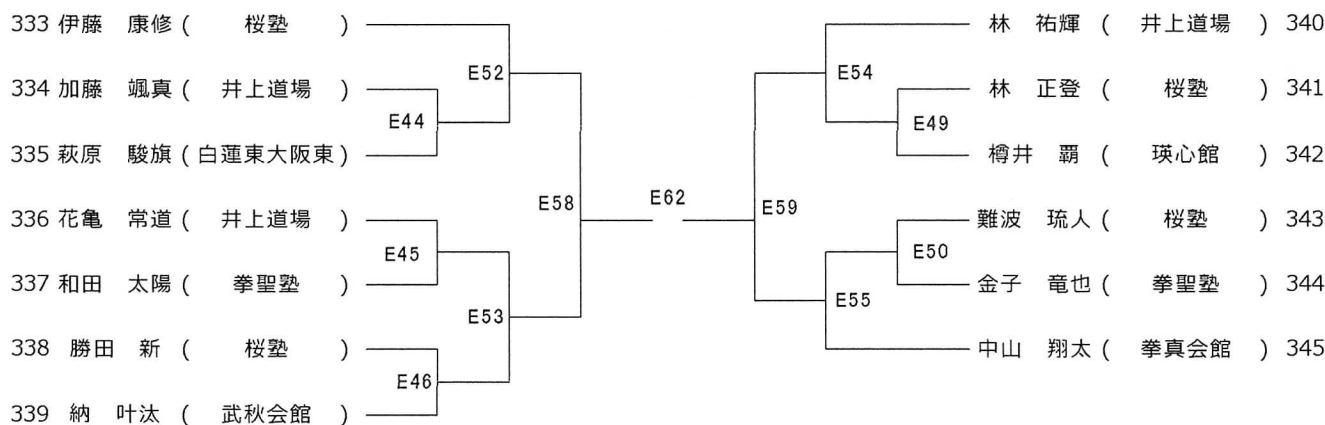 333 伊藤 康修 ( 桜塾 )
334 加藤 颯真 ( 井上道場 )
335 萩原 駿旗 ( 白蓮東大阪東 )
336 花亀 常道 ( 井上道場 )
337 和田 太陽 ( 拳聖塾 )
338 勝田 新 ( 桜塾 )
339 納 叶汰 ( 武秋会館 )
E44
E45
E46
E52
E53
E58
E62
E59
E54
E55
E49
E50
林 祐輝 ( 井上道場 ) 340
林 正登 ( 桜塾 ) 341
樽井 覇 ( 瑛心館 ) 342
難波 琉人 ( 桜塾 ) 343
金子 竜也 ( 拳聖塾 ) 344
中山 翔太 ( 拳真会館 ) 345